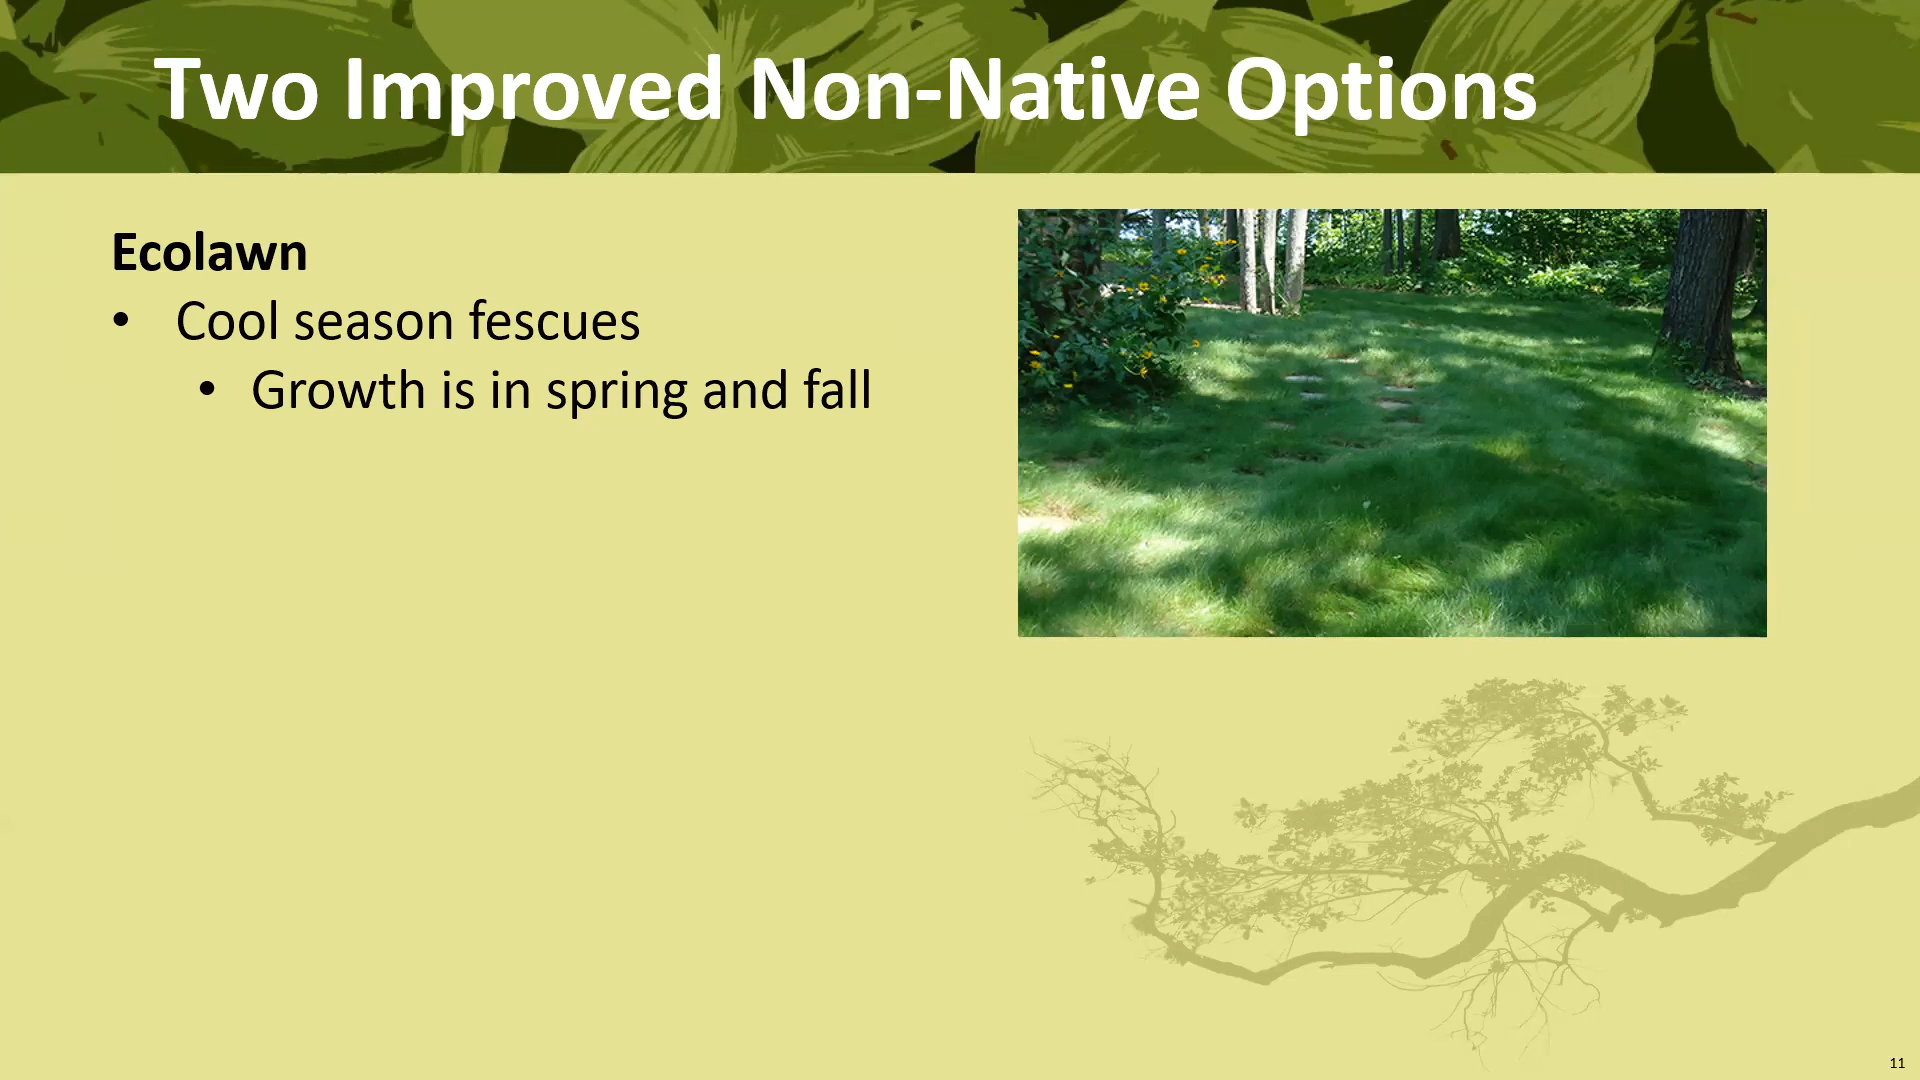 Two Improved Non-Native Options
Ecolawn
• Cool season fescues
• Growth is in spring and fall
11